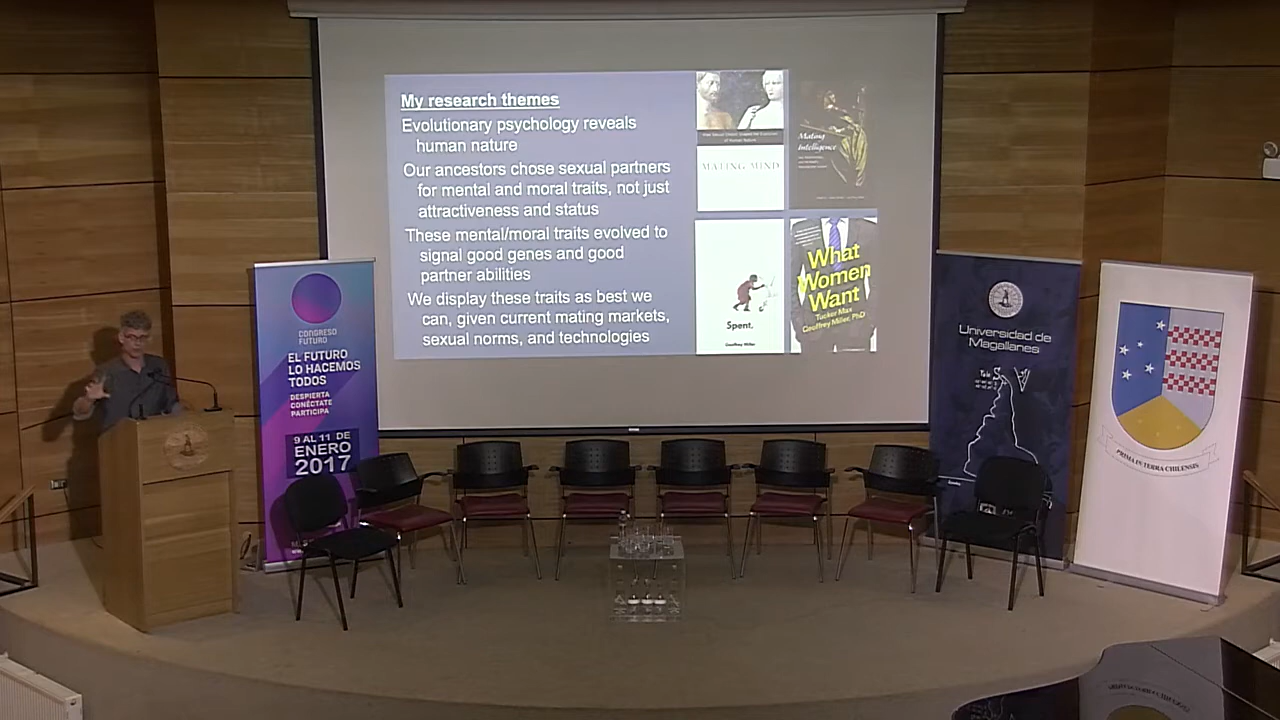 My research themes
Evolutionary psychology reveals
human nature
Our ancestors chose sexual partners
for mental and moral traits, not just
attractiveness and status
These mental/moral traits evolved to
signal good genes and good
partner abilities
We display these traits as best we
can, given current mating markets,
sexual norms, and technologies
MATING MIND
Mating
Intelligence
Spent.
Geoffrey Miller
What
Women
Want
Tucker Max
Geoffrey Miller, PhD
CONGRESO
FUTURO
EL FUTURO
LO HACEMOS
TODOS
DESPIERTA
CONÉCTATE
PARTICIPA
9 AL 11 DE
ENERO
2017
Universidad de
Magallanes
PRIMA IN TERRA CHILENSIS